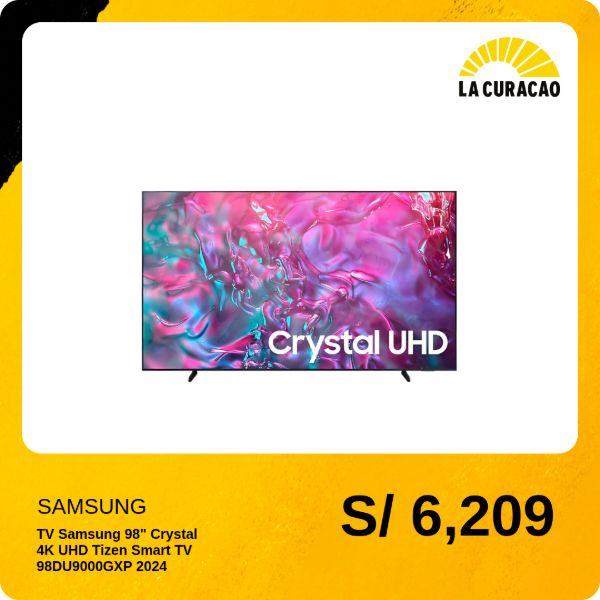 LA CURACAO
Crystal UHD
SAMSUNG
TV Samsung 98" Crystal
4K UHD Tizen Smart TV
98DU9000GXP 2024
S/ 6,209